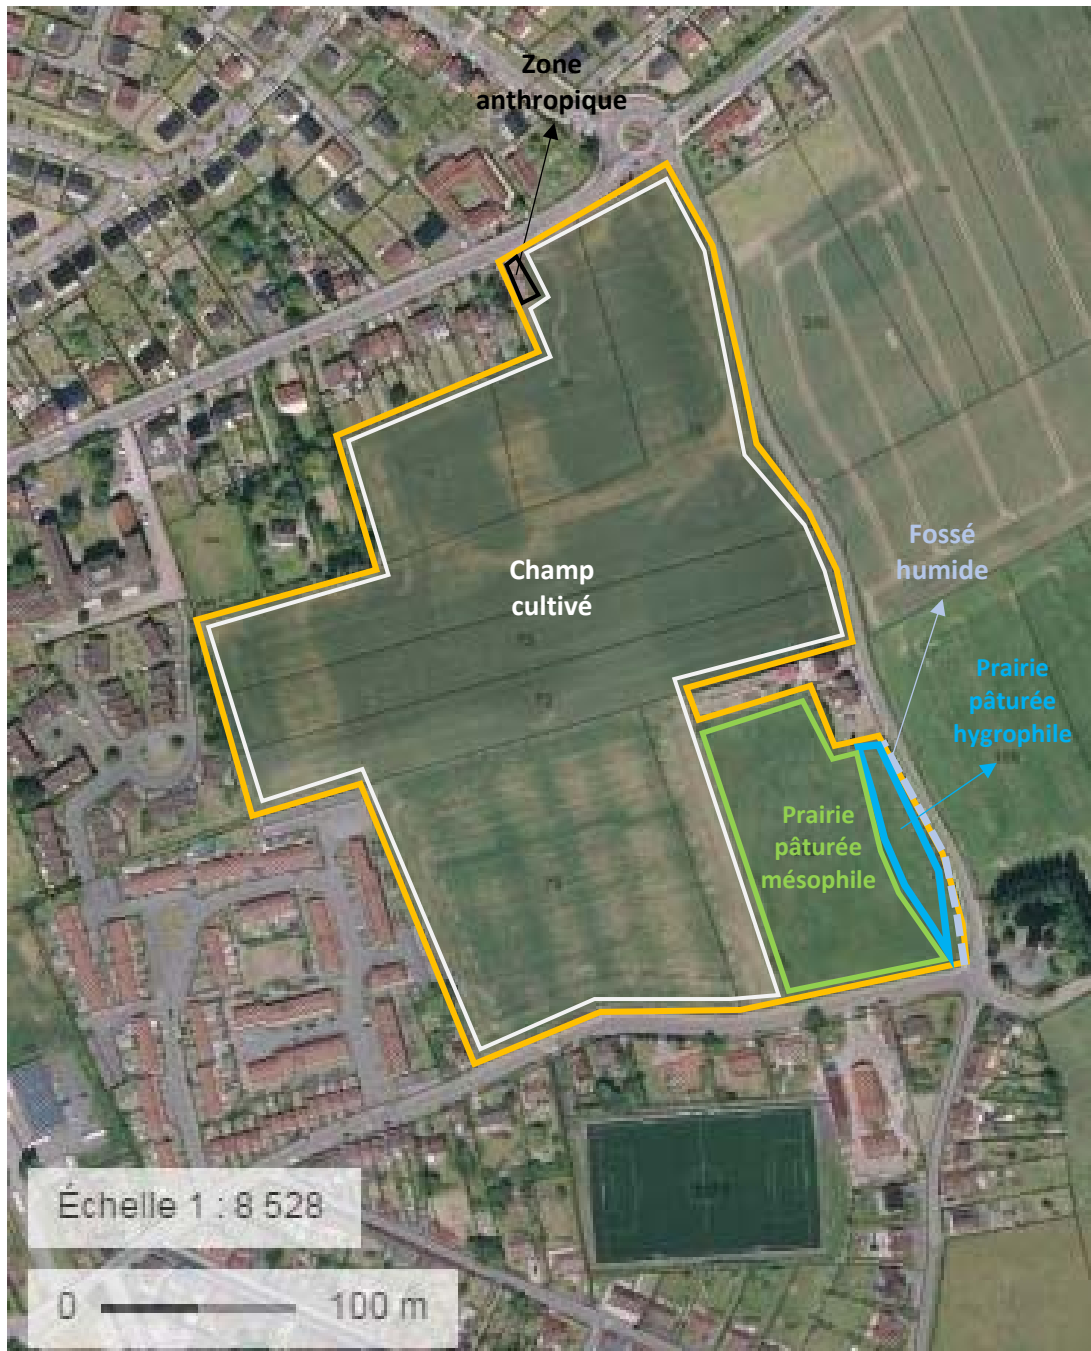 Zone
anthropique
Champ
cultivé
Fossé
humide
Prairie
pâturée
hygrophile
Prairie
pâturée
mésophile
Échelle 1 : 8 528
0 100 m